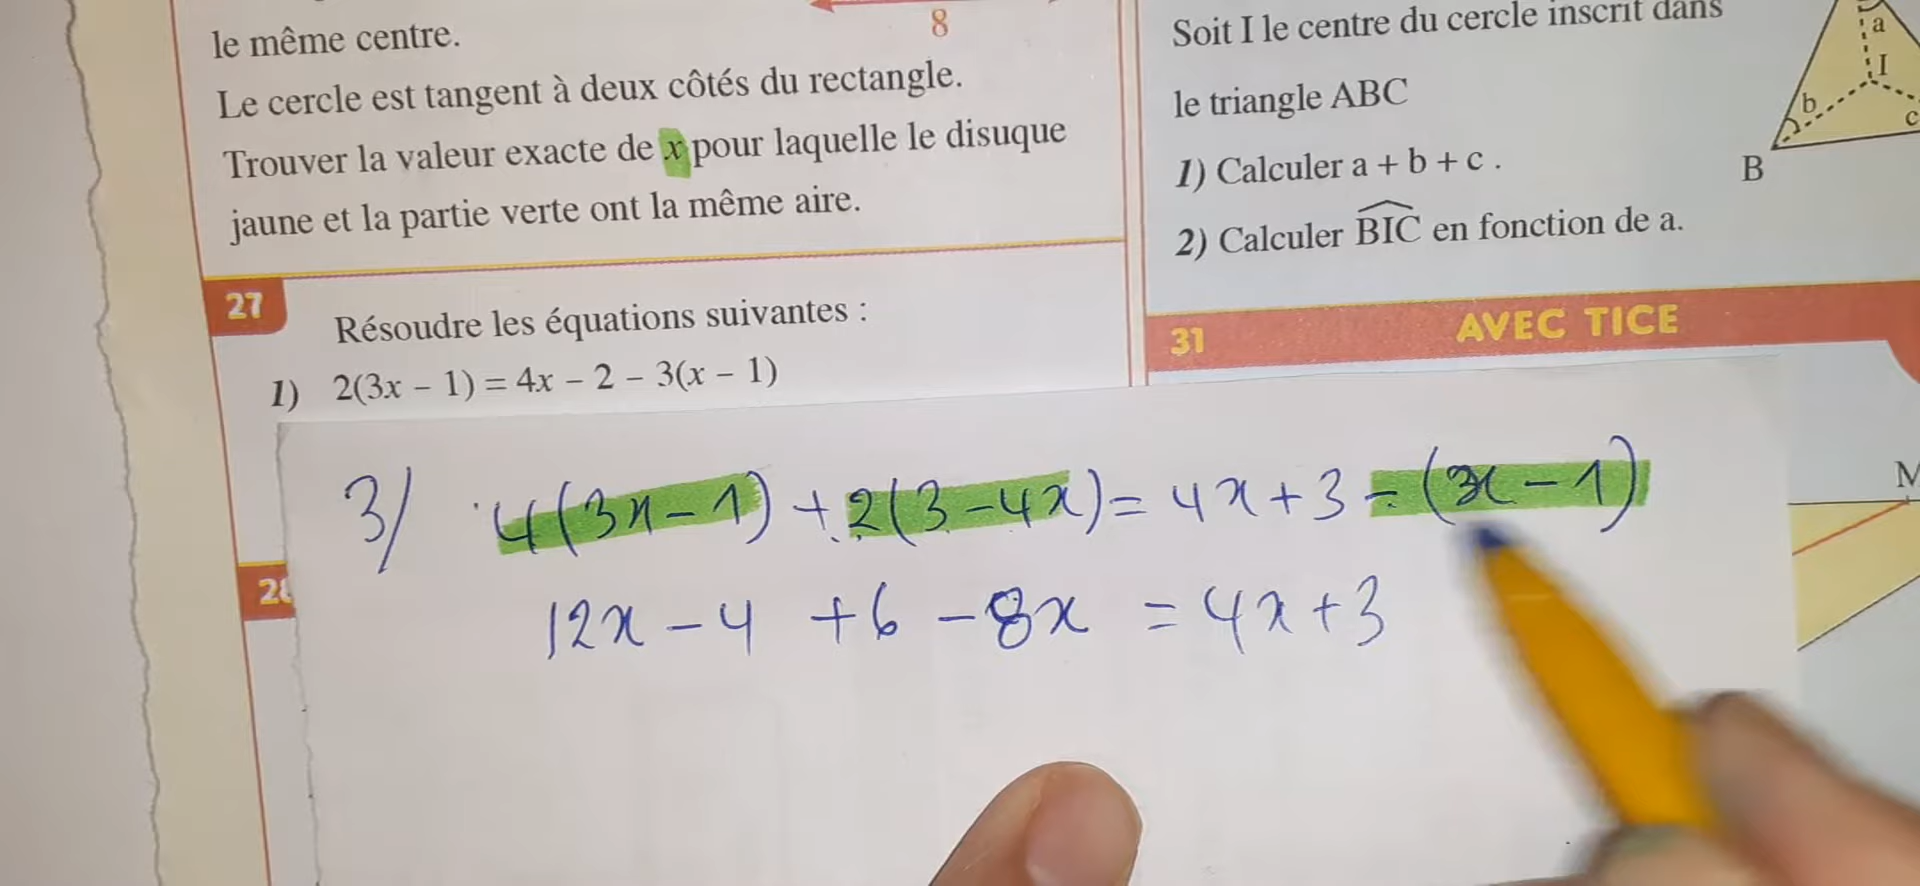 le même centre.
8
Le cercle est tangent à deux côtés du rectangle.
Trouver la valeur exacte de x pour laquelle le disuque
jaune et la partie verte ont la même aire.
27
Résoudre les équations suivantes :
1) 2(3x – 1) = 4x – 2 – 3(x – 1)
Soit I le centre du cercle inscrit dans
le triangle ABC
1) Calculer a + b + c .
2) Calculer BIC en fonction de a.
a
I
b
c
B
31
AVEC TICE
M
3/ 4(3x-1)+2(3-4x)=4x+3-(x-1)
12x-4 +6 -8x = 4x+3